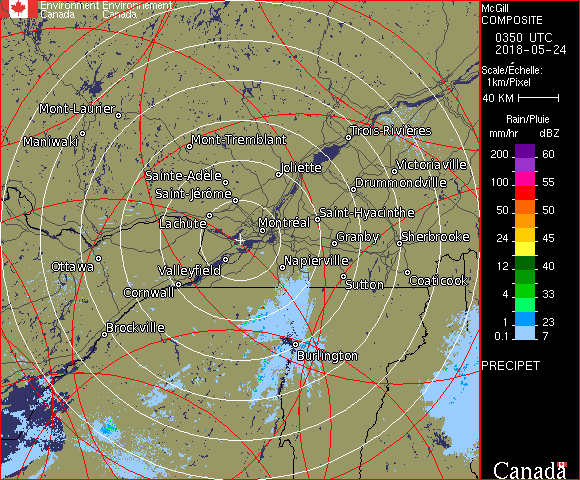 Environment Environnement
Canada Canada
McGill
COMPOSITE
0350 UTC
2018-05-24
Scale/Échelle:
1km/Pixel
40 KM
Rain/Pluie
mm/hr dBZ
200 60
150 57
100 55
50 50
24 45
12 40
4 33
1 23
0.1 7
PRECIPET
Canada
Mont-Laurier
Maniwaki
Mont-Tremblant
Trois-Rivières
Sainte-Adèle
Joliette
Victoriaville
Saint-Jérôme
Drummondville
Lachute
Montréal
Saint-Hyacinthe
Granby
Sherbrooke
Ottawa
Valleyfield
Napierville
Cornwall
Sutton
Coaticook
Brockville
Burlington